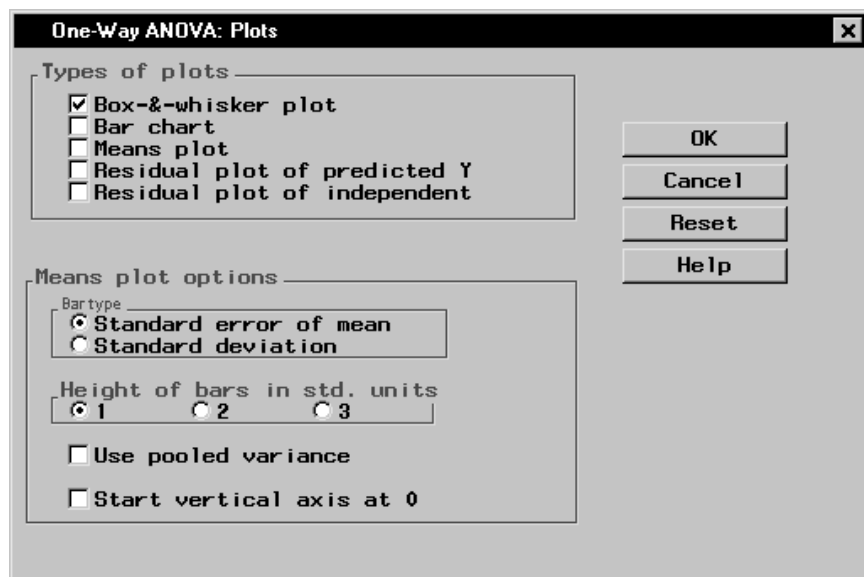 One-Way ANOVA: Plots
Types of plots
Box-&-whisker plot
Bar chart
Means plot
Residual plot of predicted Y
Residual plot of independent
OK
Cancel
Reset
Help
Means plot options
Bar type
Standard error of mean
Standard deviation
Height of bars in std. units
1 2 3
Use pooled variance
Start vertical axis at 0